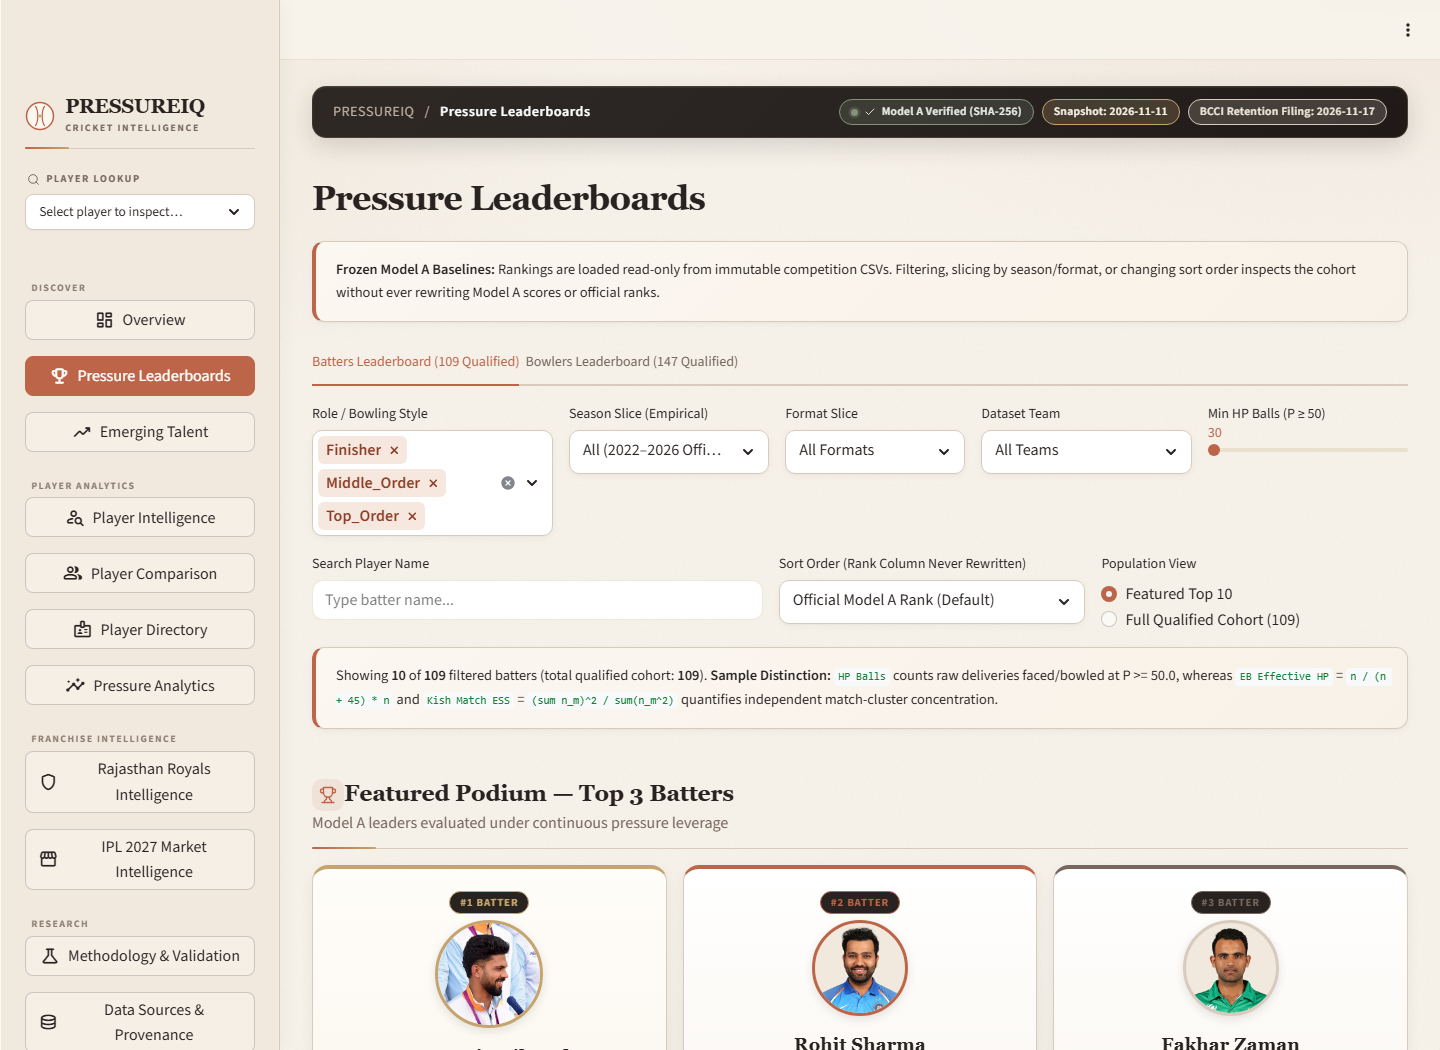 PRESSUREIQ
CRICKET INTELLIGENCE
PLAYER LOOKUP
Select player to inspect...
DISCOVER
Overview
Pressure Leaderboards
Emerging Talent
PLAYER ANALYTICS
Player Intelligence
Player Comparison
Player Directory
Pressure Analytics
FRANCHISE INTELLIGENCE
Rajasthan Royals
Intelligence
IPL 2027 Market
Intelligence
RESEARCH
Methodology & Validation
Data Sources &
Provenance
PRESSUREIQ / Pressure Leaderboards
Model A Verified (SHA-256)
Snapshot: 2026-11-11
BCCI Retention Filing: 2026-11-17
Pressure Leaderboards
Frozen Model A Baselines: Rankings are loaded read-only from immutable competition CSVs. Filtering, slicing by season/format, or changing sort order inspects the cohort
without ever rewriting Model A scores or official ranks.
Batters Leaderboard (109 Qualified) Bowlers Leaderboard (147 Qualified)
Role / Bowling Style
Finisher
Middle_Order
Top_Order
Season Slice (Empirical)
All (2022–2026 Offi...
Format Slice
All Formats
Dataset Team
All Teams
Min HP Balls (P ≥ 50)
30
Search Player Name
Type batter name...
Sort Order (Rank Column Never Rewritten)
Official Model A Rank (Default)
Population View
Featured Top 10
Full Qualified Cohort (109)
Showing 10 of 109 filtered batters (total qualified cohort: 109). Sample Distinction: HP Balls counts raw deliveries faced/bowled at P >= 50.0, whereas EB Effective HP = n / (n
+ 45) * n and Kish Match ESS = (sum n_m)^2 / sum(n_m^2) quantifies independent match-cluster concentration.
Featured Podium — Top 3 Batters
Model A leaders evaluated under continuous pressure leverage
#1 BATTER
#2 BATTER
Rohit Sharma
#3 BATTER
Fakhar Zaman